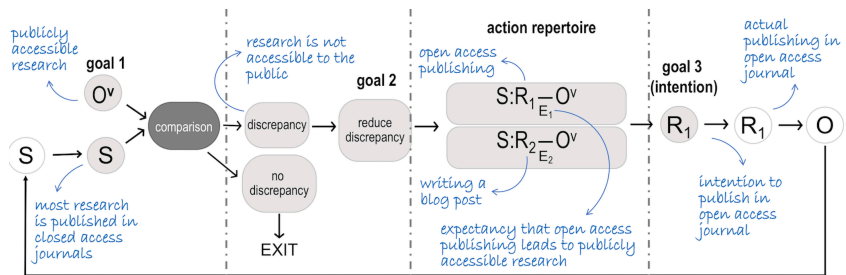 publicly
accessible
research
goal 1
Oᵛ
S
S
most research
is published in
closed access
journals
comparison
research is not
accessible to the
public
discrepancy
no
discrepancy
EXIT
goal 2
reduce
discrepancy
action repertoire
open access
publishing
S:R₁–Oᵛ
E₁
S:R₂–Oᵛ
E₂
writing a
blog post
expectancy that open access
publishing leads to publicly
accessible research
goal 3
(intention)
R₁
R₁
O
actual
publishing in
open access
journal
intention to
publish in
open access
journal